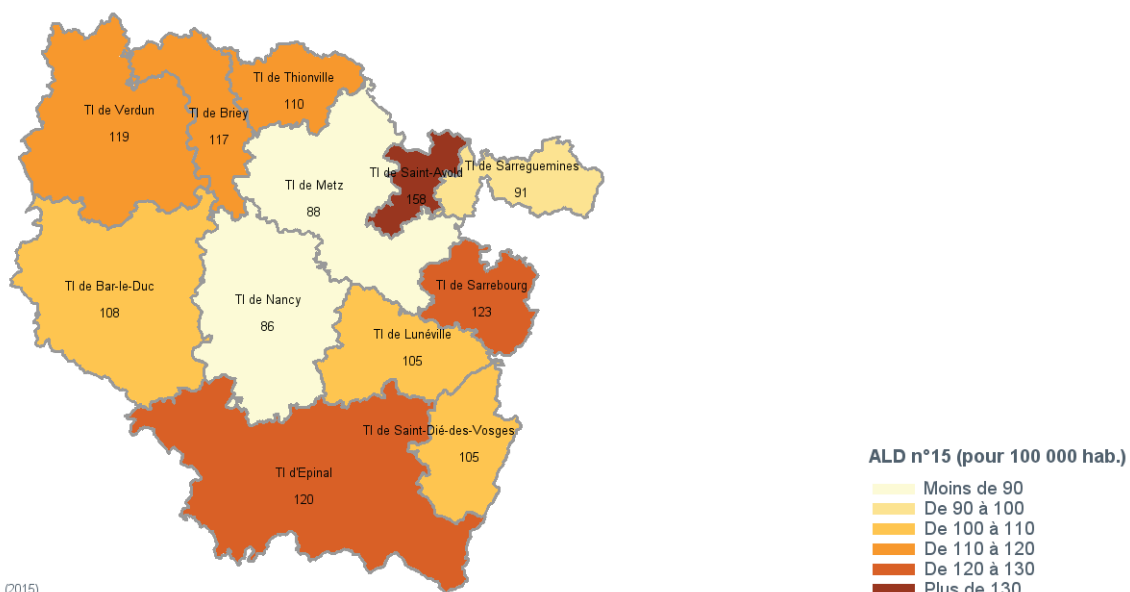 TI de Thionville
110
TI de Verdun
119
TI de Briey
117
TI de Saint-Avold
158
TI de Sarreguemines
91
TI de Metz
88
TI de Bar-le-Duc
108
TI de Nancy
86
TI de Sarrebourg
123
TI de Lunéville
105
TI de Saint-Dié-des-Vosges
105
TI d'Epinal
120
ALD n°15 (pour 100 000 hab.)
Moins de 90
De 90 à 100
De 100 à 110
De 110 à 120
De 120 à 130
Plus de 130
(2015)